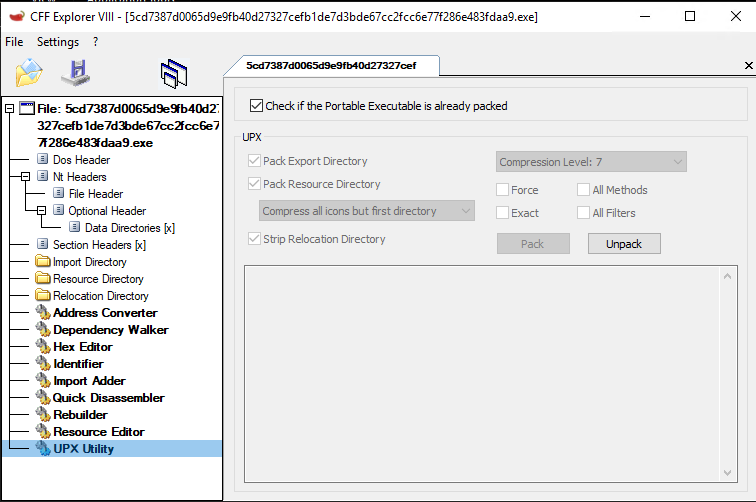 CFF Explorer VIII - [5cd7387d0065d9e9fb40d27327cefb1de7d3bde67cc2fcc6e77f286e483fdaa9.exe]
File Settings ?
5cd7387d0065d9e9fb40d27327cef
File: 5cd7387d0065d9e9fb40d27
327cefb1de7d3bde67cc2fcc6e7
7f286e483fdaa9.exe
Dos Header
Nt Headers
File Header
Optional Header
Data Directories [x]
Section Headers [x]
Import Directory
Resource Directory
Relocation Directory
Address Converter
Dependency Walker
Hex Editor
Identifier
Import Adder
Quick Disassembler
Rebuilder
Resource Editor
UPX Utility
Check if the Portable Executable is already packed
UPX
Pack Export Directory
Compression Level: 7
Pack Resource Directory
Force
All Methods
Compress all icons but first directory
Exact
All Filters
Strip Relocation Directory
Pack
Unpack